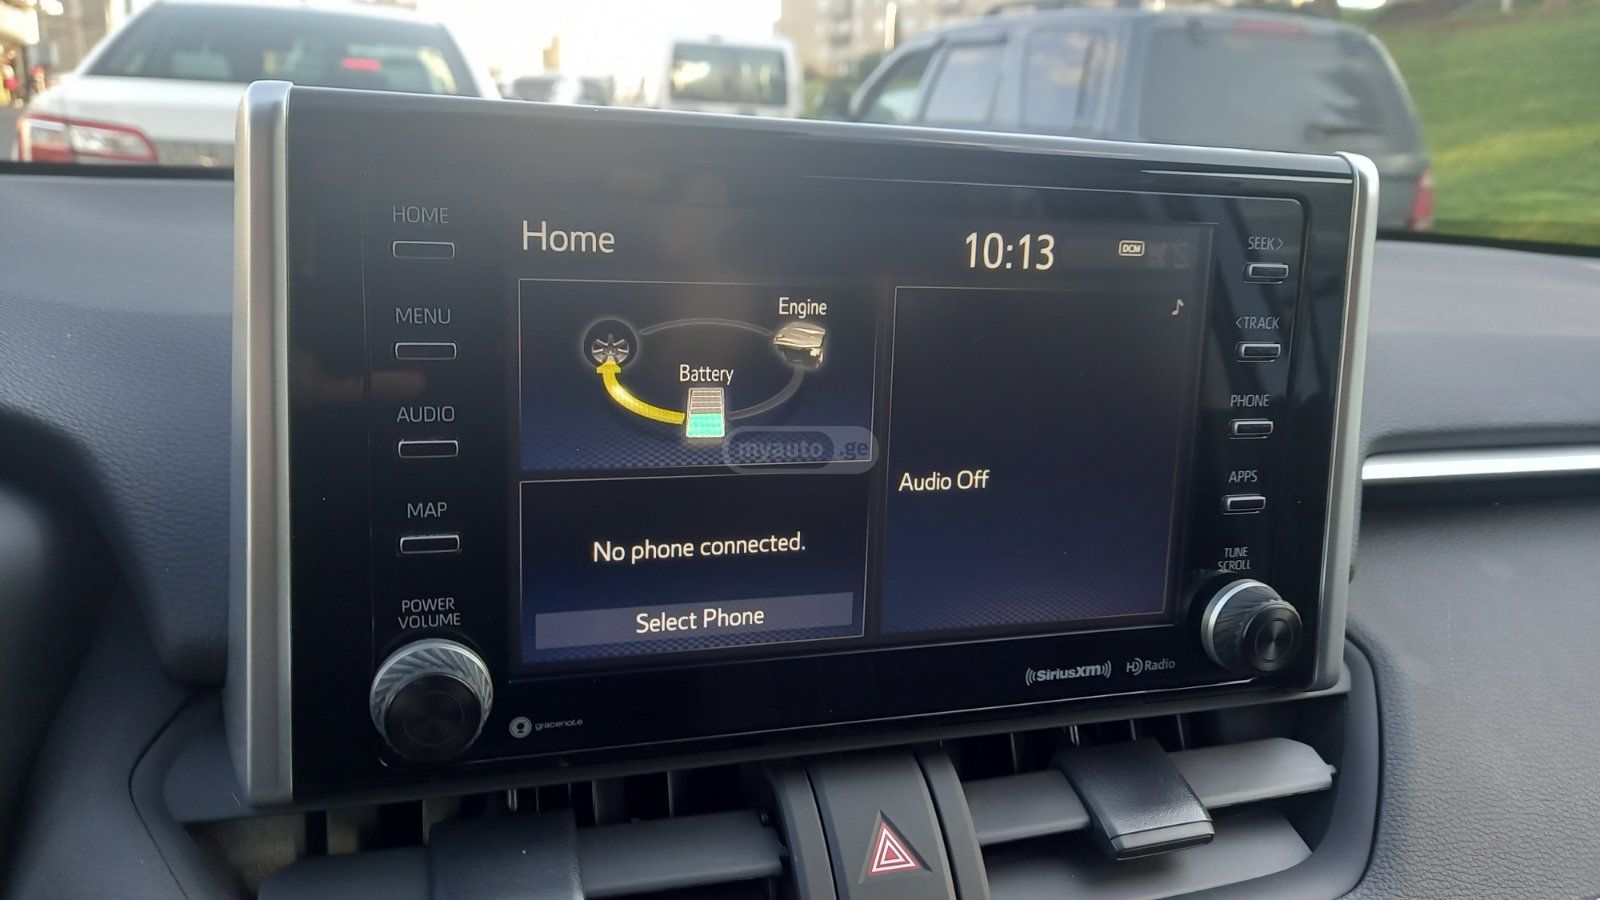 HOME
MENU
AUDIO
MAP
POWER
VOLUME
Home
10:13
DCM
Engine
Battery
myauto.ge
No phone connected.
Select Phone
Audio Off
SEEK>
<TRACK
PHONE
APPS
TUNE
SCROLL
gracenote
((SiriusXM))
HD Radio